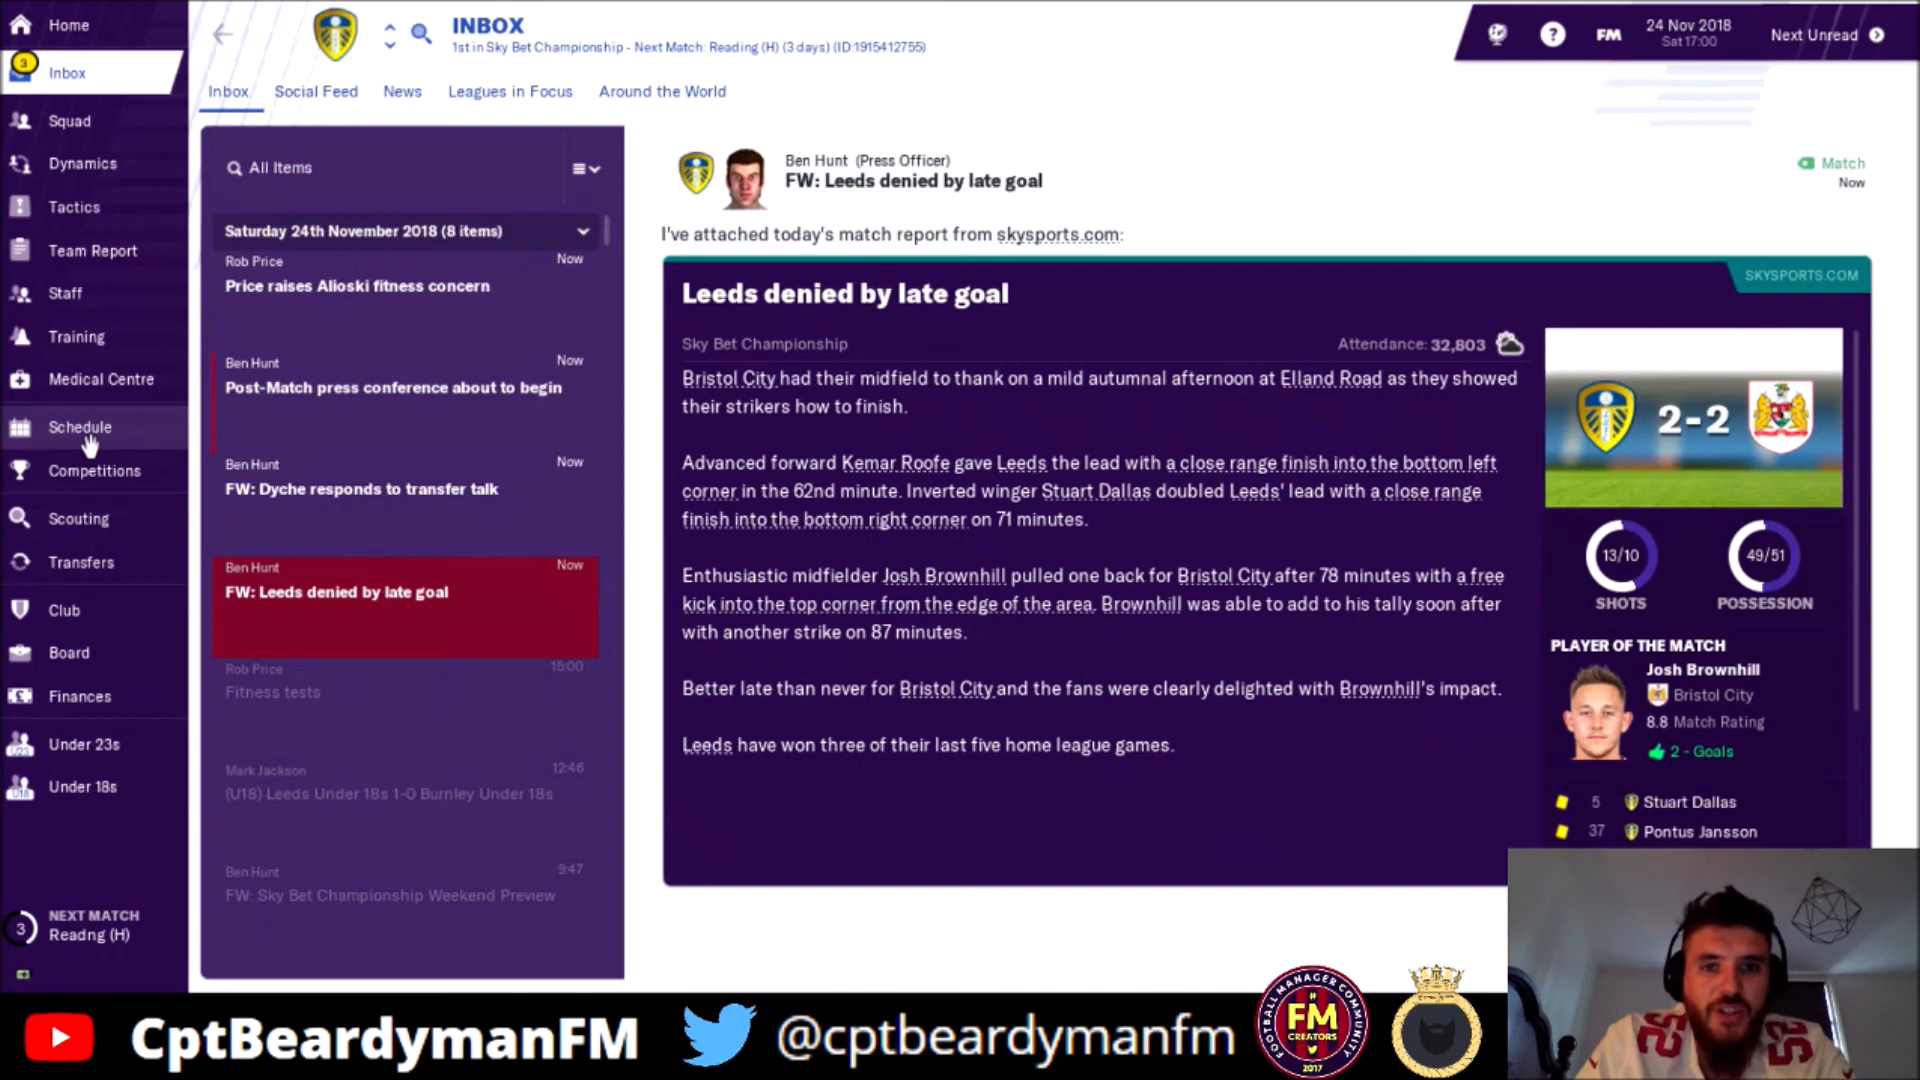 Home
3
Inbox
Squad
Dynamics
Tactics
Team Report
Staff
Training
Medical Centre
Schedule
Competitions
Scouting
Transfers
Club
Board
Finances
Under 23s
Under 18s
U18
3
NEXT MATCH
Readng (H)
INBOX
1st in Sky Bet Championship - Next Match: Reading (H) (3 days) (ID:1915412755)
FM
24 Nov 2018
Sat 17:00
Next Unread
Inbox
Social Feed
News
Leagues in Focus
Around the World
All Items
Saturday 24th November 2018 (8 items)
Rob Price
Now
Price raises Alioski fitness concern
Ben Hunt
Now
Post-Match press conference about to begin
Ben Hunt
Now
FW: Dyche responds to transfer talk
Ben Hunt
Now
FW: Leeds denied by late goal
Rob Price
15:00
Fitness tests
Mark Jackson
12:46
(U18) Leeds Under 18s 1-0 Burnley Under 18s
Ben Hunt
9:47
FW: Sky Bet Championship Weekend Preview
Ben Hunt (Press Officer)
FW: Leeds denied by late goal
Match
Now
I've attached today's match report from skysports.com:
SKYSPORTS.COM
Leeds denied by late goal
Sky Bet Championship
Attendance: 32,803
Bristol City had their midfield to thank on a mild autumnal afternoon at Elland Road as they showed
their strikers how to finish.
Advanced forward Kemar Roofe gave Leeds the lead with a close range finish into the bottom left
corner in the 62nd minute. Inverted winger Stuart Dallas doubled Leeds' lead with a close range
finish into the bottom right corner on 71 minutes.
Enthusiastic midfielder Josh Brownhill pulled one back for Bristol City after 78 minutes with a free
kick into the top corner from the edge of the area. Brownhill was able to add to his tally soon after
with another strike on 87 minutes.
Better late than never for Bristol City and the fans were clearly delighted with Brownhill's impact.
Leeds have won three of their last five home league games.
2-2
13/10
SHOTS
49/51
POSSESSION
PLAYER OF THE MATCH
Josh Brownhill
Bristol City
8.8 Match Rating
2 - Goals
5 Stuart Dallas
37 Pontus Jansson
CptBeardymanFM
@cptbeardymanfm
FOOTBALL MANAGER COMMUNITY
#
FM
CREATORS
2017